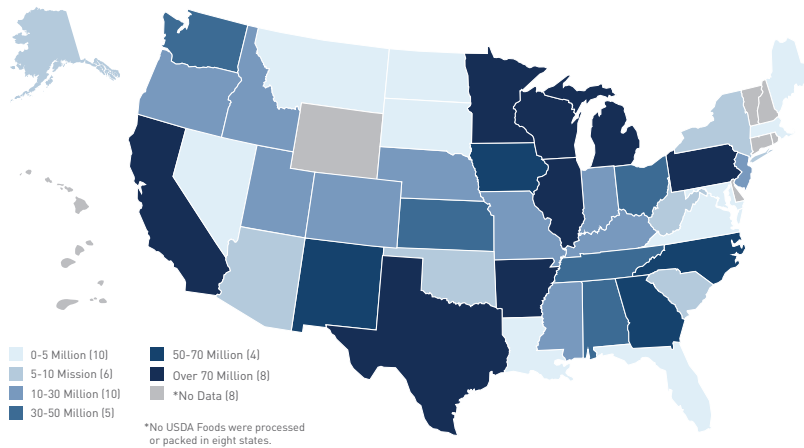 0-5 Million (10)
5-10 Mission (6)
10-30 Million (10)
30-50 Million (5)
50-70 Million (4)
Over 70 Million (8)
*No Data (8)
*No USDA Foods were processed
or packed in eight states.